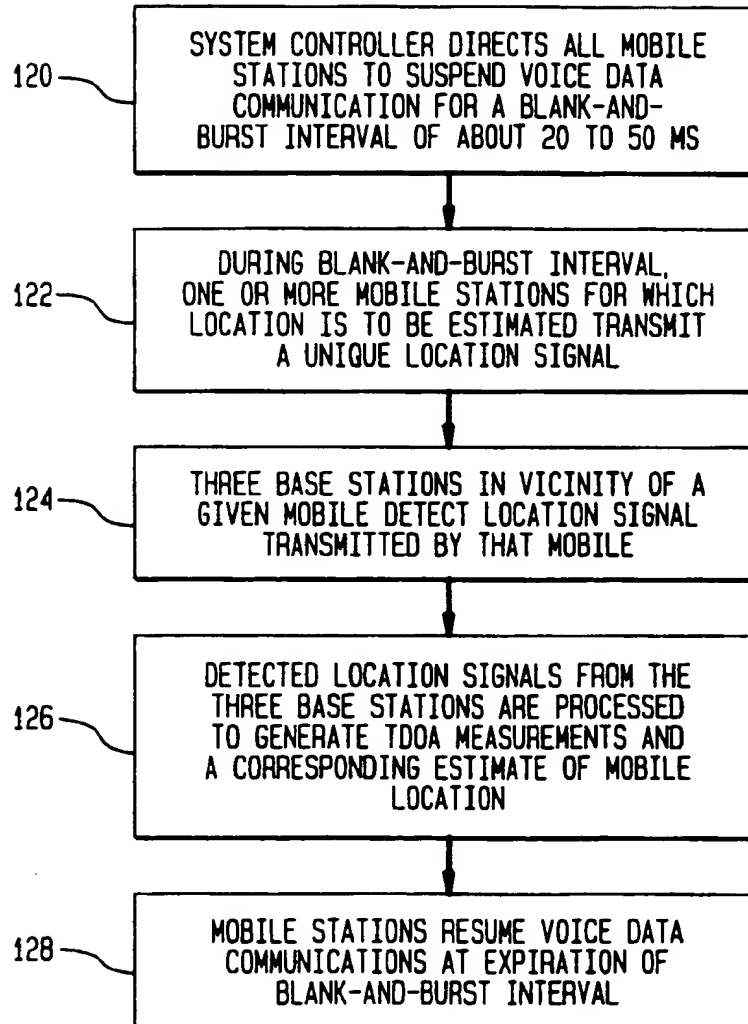 120
SYSTEM CONTROLLER DIRECTS ALL MOBILE
STATIONS TO SUSPEND VOICE DATA
COMMUNICATION FOR A BLANK-AND-
BURST INTERVAL OF ABOUT 20 TO 50 MS
122
DURING BLANK-AND-BURST INTERVAL,
ONE OR MORE MOBILE STATIONS FOR WHICH
LOCATION IS TO BE ESTIMATED TRANSMIT
A UNIQUE LOCATION SIGNAL
124
THREE BASE STATIONS IN VICINITY OF A
GIVEN MOBILE DETECT LOCATION SIGNAL
TRANSMITTED BY THAT MOBILE
126
DETECTED LOCATION SIGNALS FROM THE
THREE BASE STATIONS ARE PROCESSED
TO GENERATE TDOA MEASUREMENTS AND
A CORRESPONDING ESTIMATE OF MOBILE
LOCATION
128
MOBILE STATIONS RESUME VOICE DATA
COMMUNICATIONS AT EXPIRATION OF
BLANK-AND-BURST INTERVAL